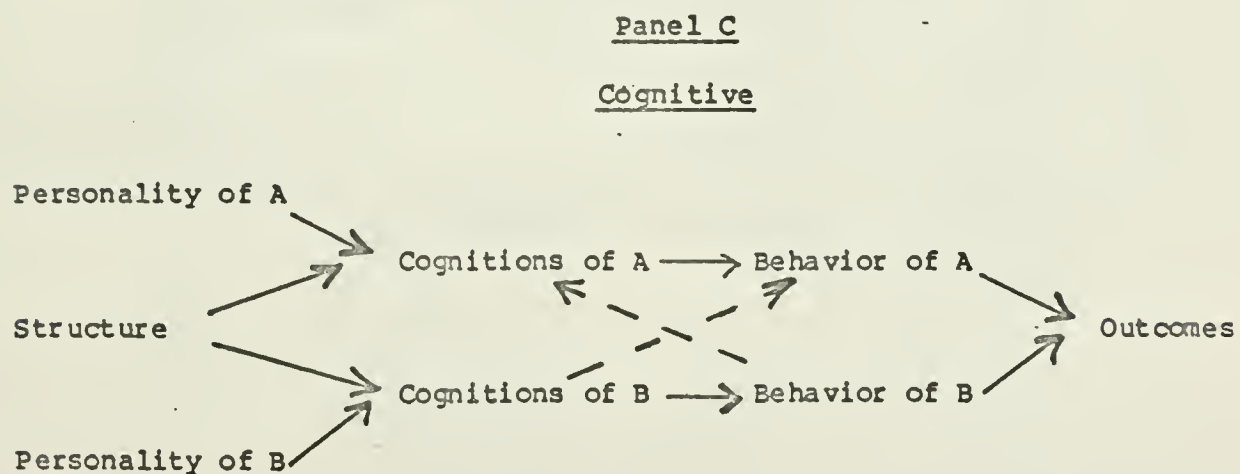 Panel C
Cognitive
Personality of A
Cognitions of A
Behavior of A
Structure
Outcomes
Cognitions of B
Behavior of B
Personality of B